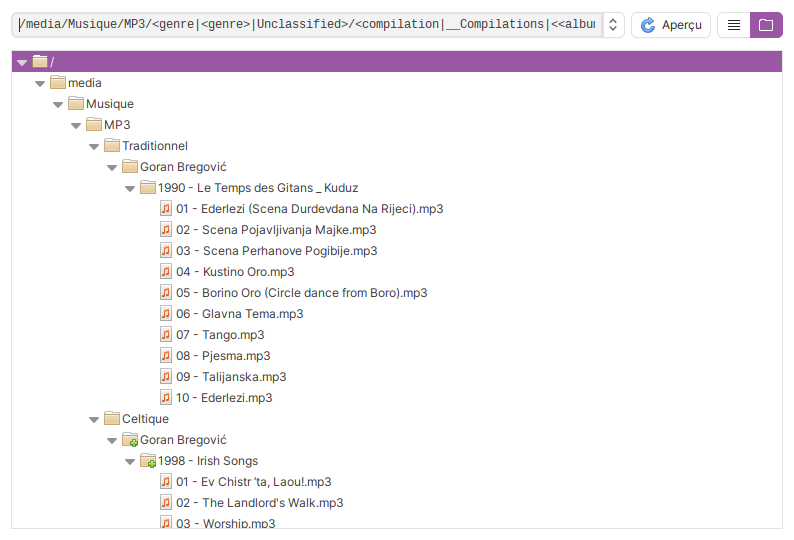 /media/Musique/MP3/<genre|<genre>|Unclassified>/<compilation|__Compilations|<<albun
Aperçu
/
media
Musique
MP3
Traditionnel
Goran Bregović
1990 - Le Temps des Gitans _ Kuduz
01 - Ederlezi (Scena Durdevdana Na Rijeci).mp3
02 - Scena Pojavljivanja Majke.mp3
03 - Scena Perhanove Pogibije.mp3
04 - Kustino Oro.mp3
05 - Borino Oro (Circle dance from Boro).mp3
06 - Glavna Tema.mp3
07 - Tango.mp3
08 - Pjesma.mp3
09 - Talijanska.mp3
10 - Ederlezi.mp3
Celtique
Goran Bregović
1998 - Irish Songs
01 - Ev Chistr ’ta, Laou!.mp3
02 - The Landlord's Walk.mp3
03 - Worship.mp3